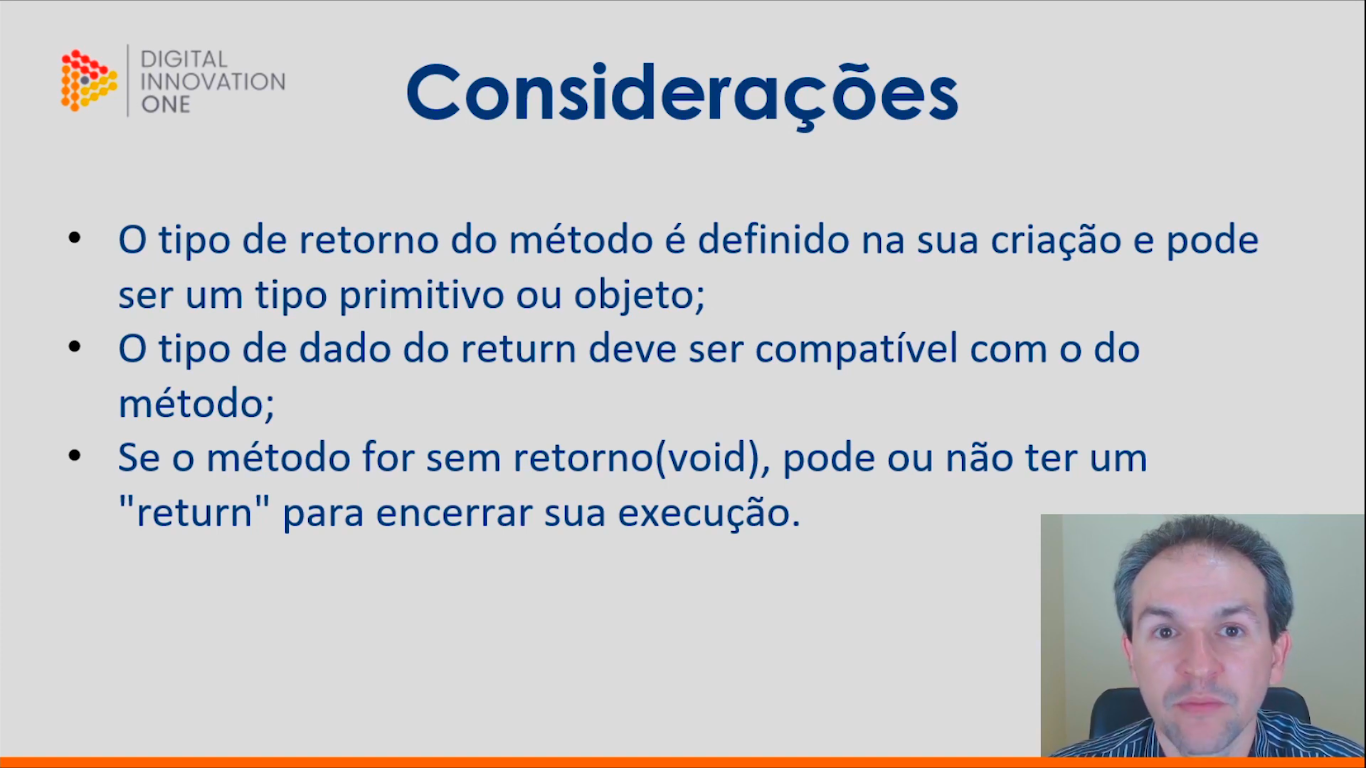 DIGITAL
INNOVATION
ONE
Considerações
• O tipo de retorno do método é definido na sua criação e pode
ser um tipo primitivo ou objeto;
• O tipo de dado do return deve ser compatível com o do
método;
• Se o método for sem retorno(void), pode ou não ter um
"return" para encerrar sua execução.